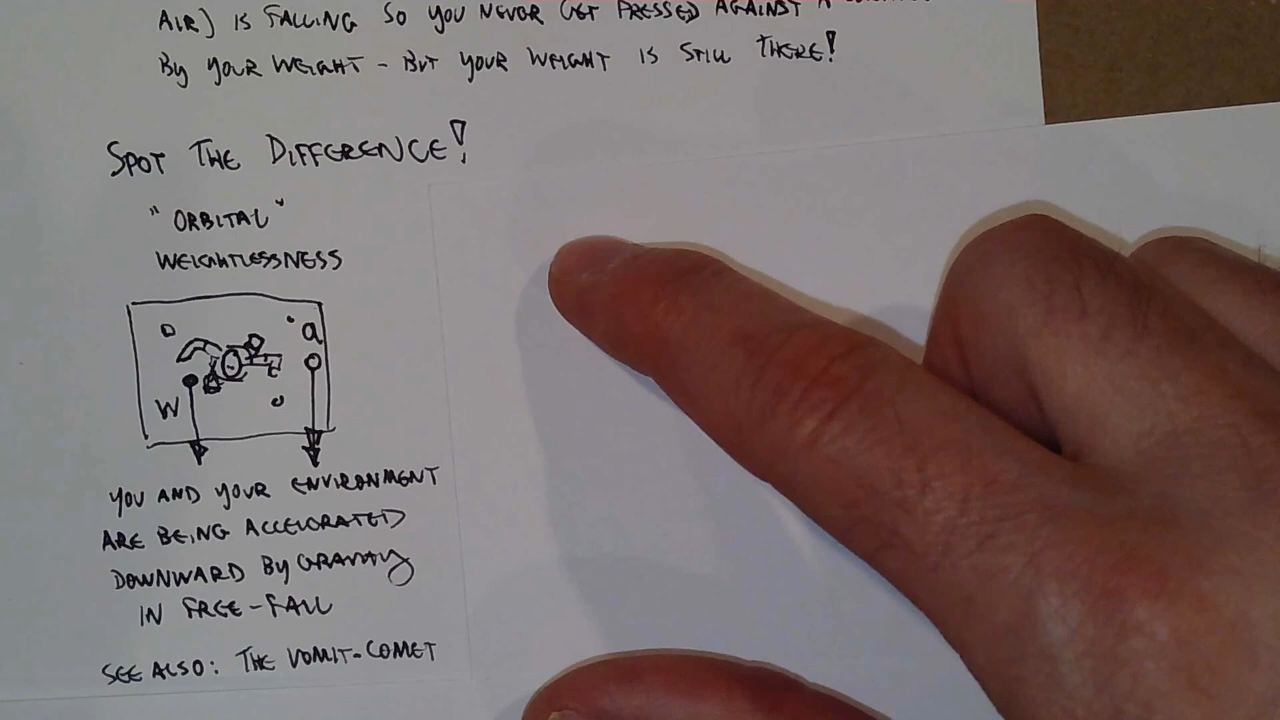 AIR) IS FALLING SO YOU NEVER GET PRESSED AGAINST A
BY YOUR WEIGHT - BUT YOUR WEIGHT IS STILL THERE!
SPOT THE DIFFERENCE!
"ORBITAL"
WEIGHTLESSNESS
a
W
YOU AND YOUR ENVIRONMENT
ARE BEING ACCELORATED
DOWNWARD BY GRAVITY
IN FREE-FALL
SEE ALSO: THE VOMIT-COMET